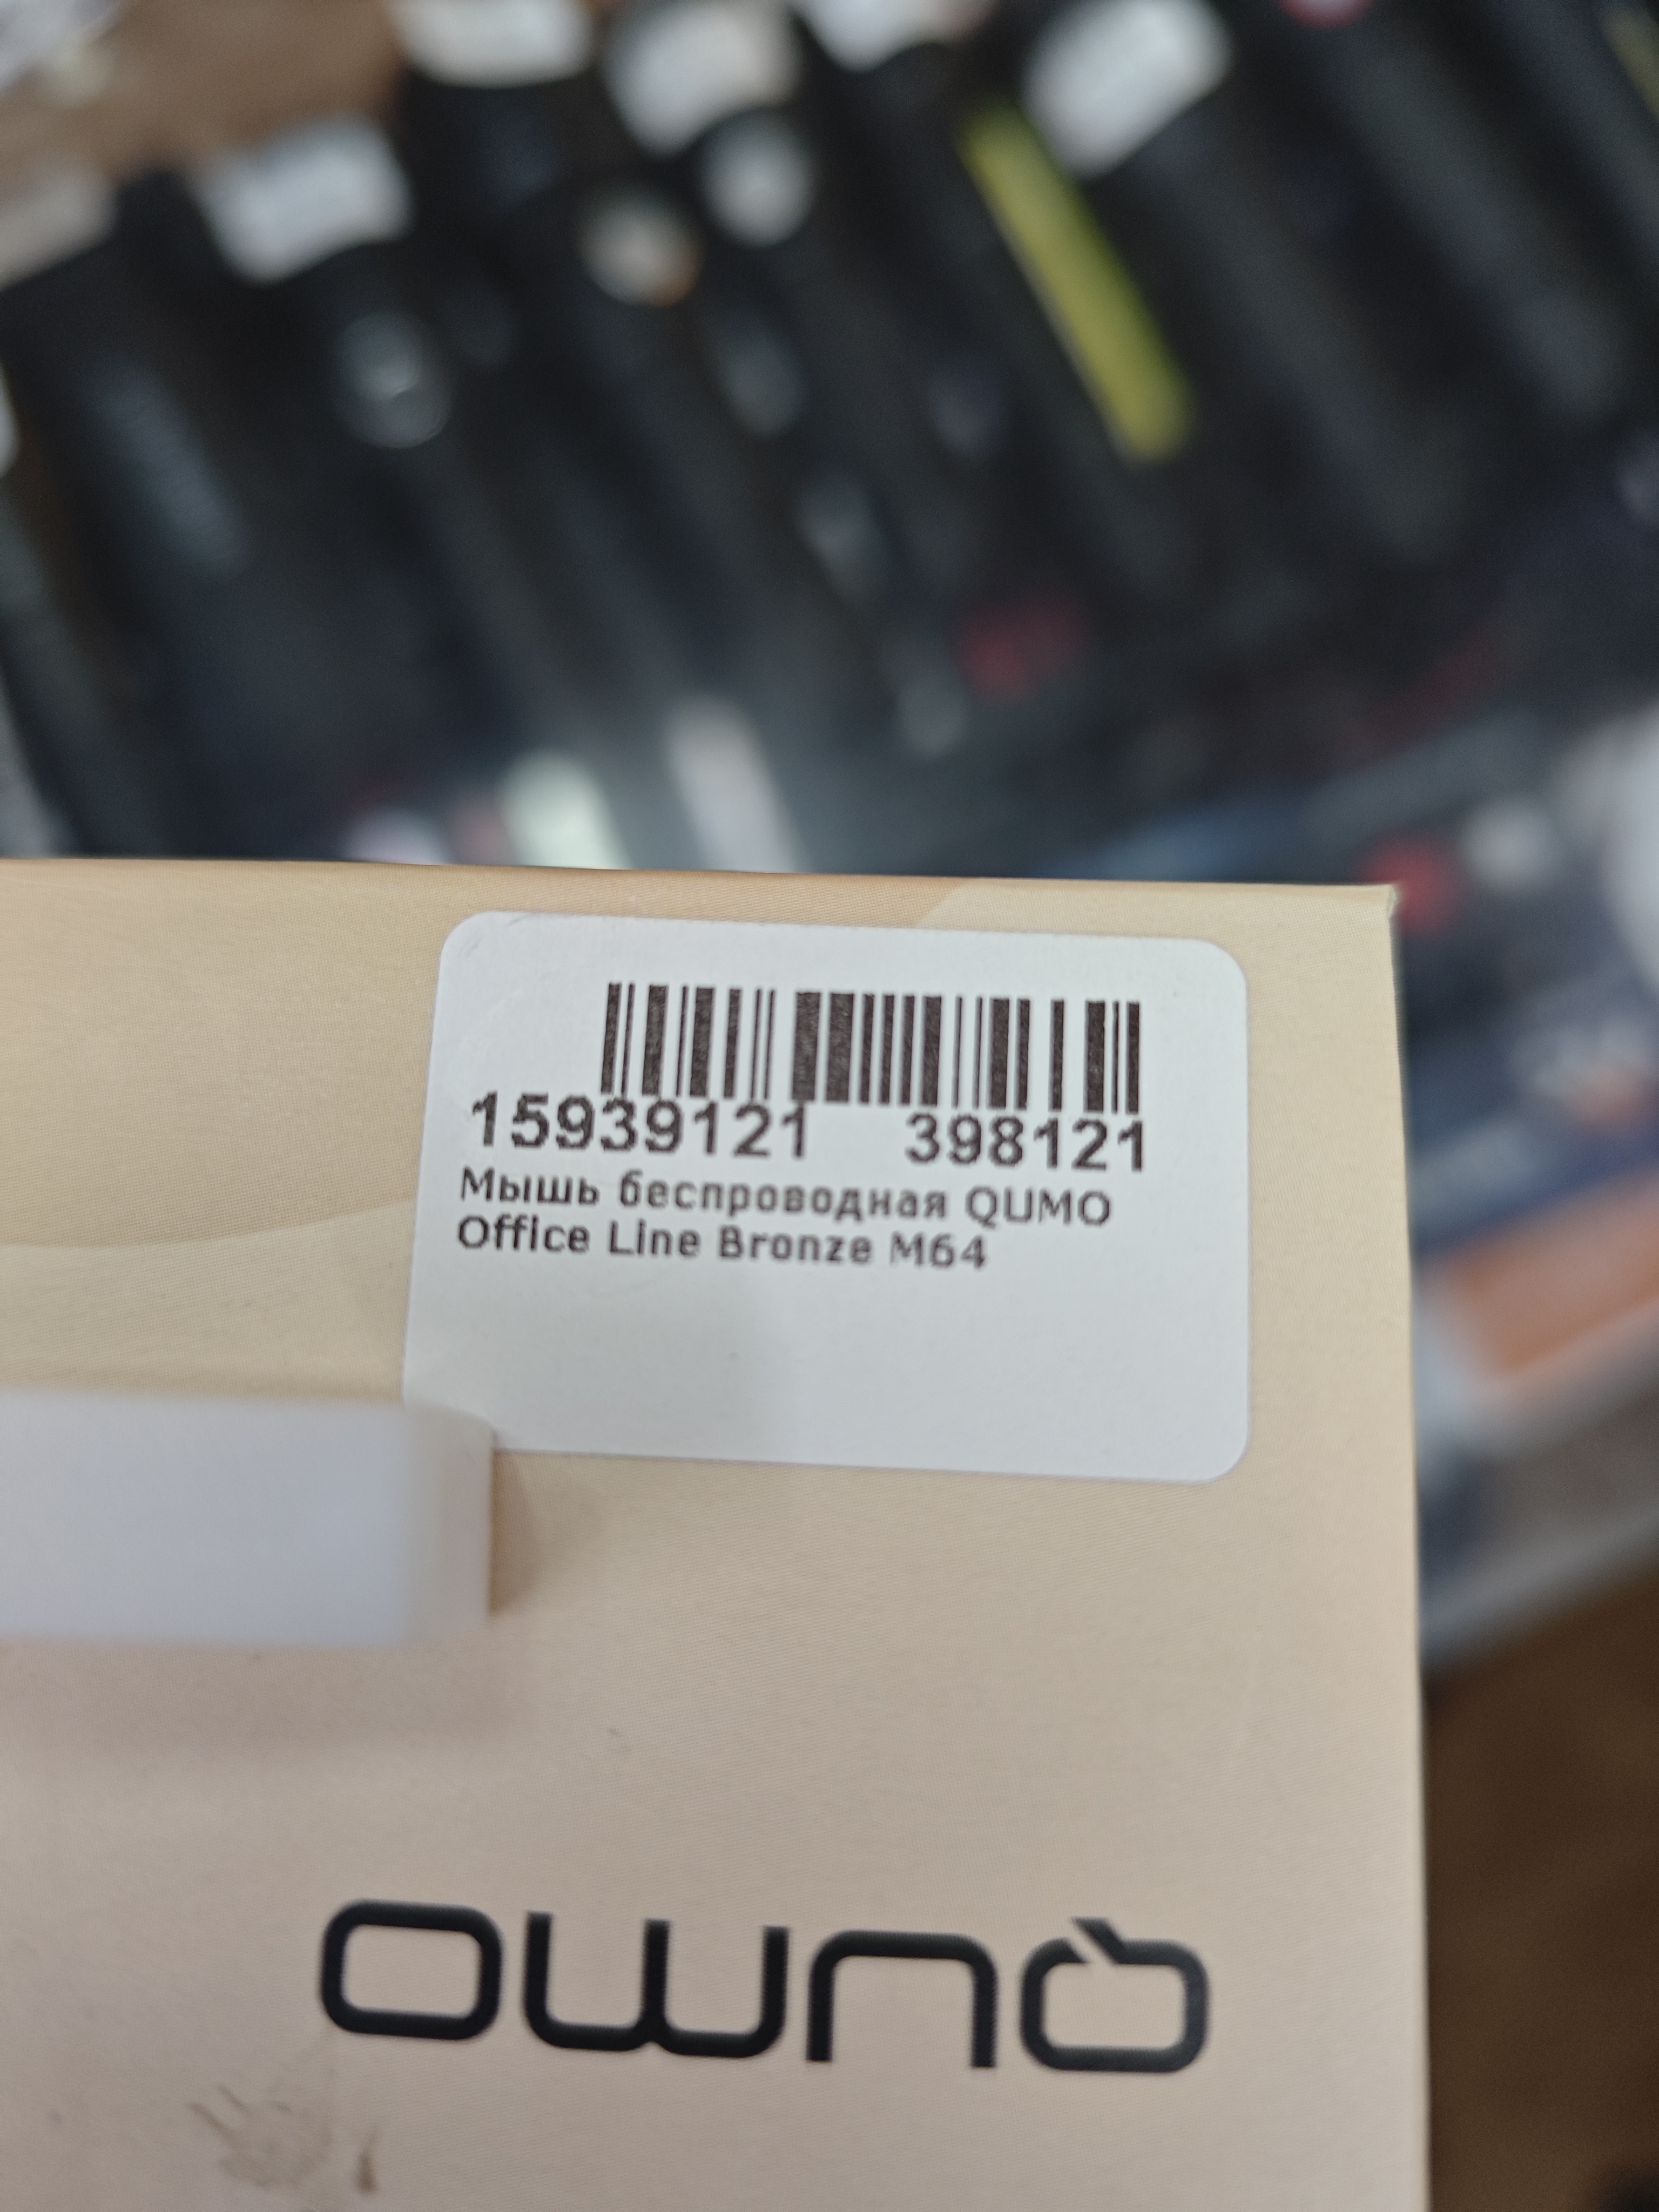 15939121 398121
Мышь беспроводная QUMO
Office Line Bronze M64
QUMO